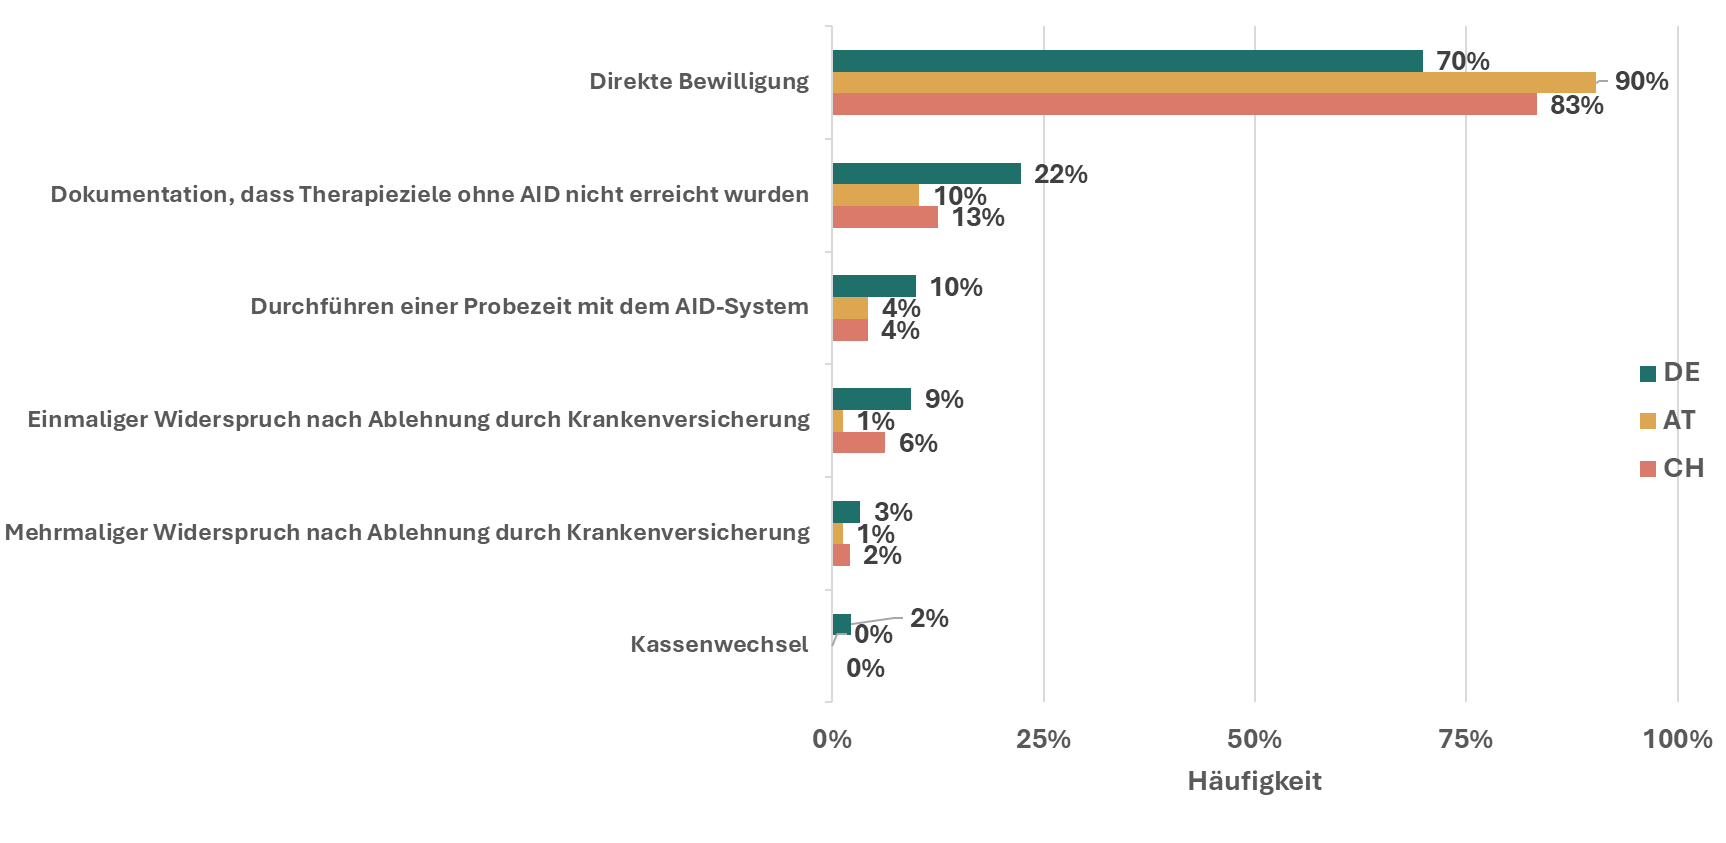 Direkte Bewilligung
70%
90%
83%
Dokumentation, dass Therapieziele ohne AID nicht erreicht wurden
22%
10%
13%
Durchführen einer Probezeit mit dem AID-System
10%
4%
4%
Einmaliger Widerspruch nach Ablehnung durch Krankenversicherung
9%
1%
6%
Mehrmaliger Widerspruch nach Ablehnung durch Krankenversicherung
3%
1%
2%
Kassenwechsel
2%
0%
0%
DE
AT
CH
0% 25% 50% 75% 100%
Häufigkeit